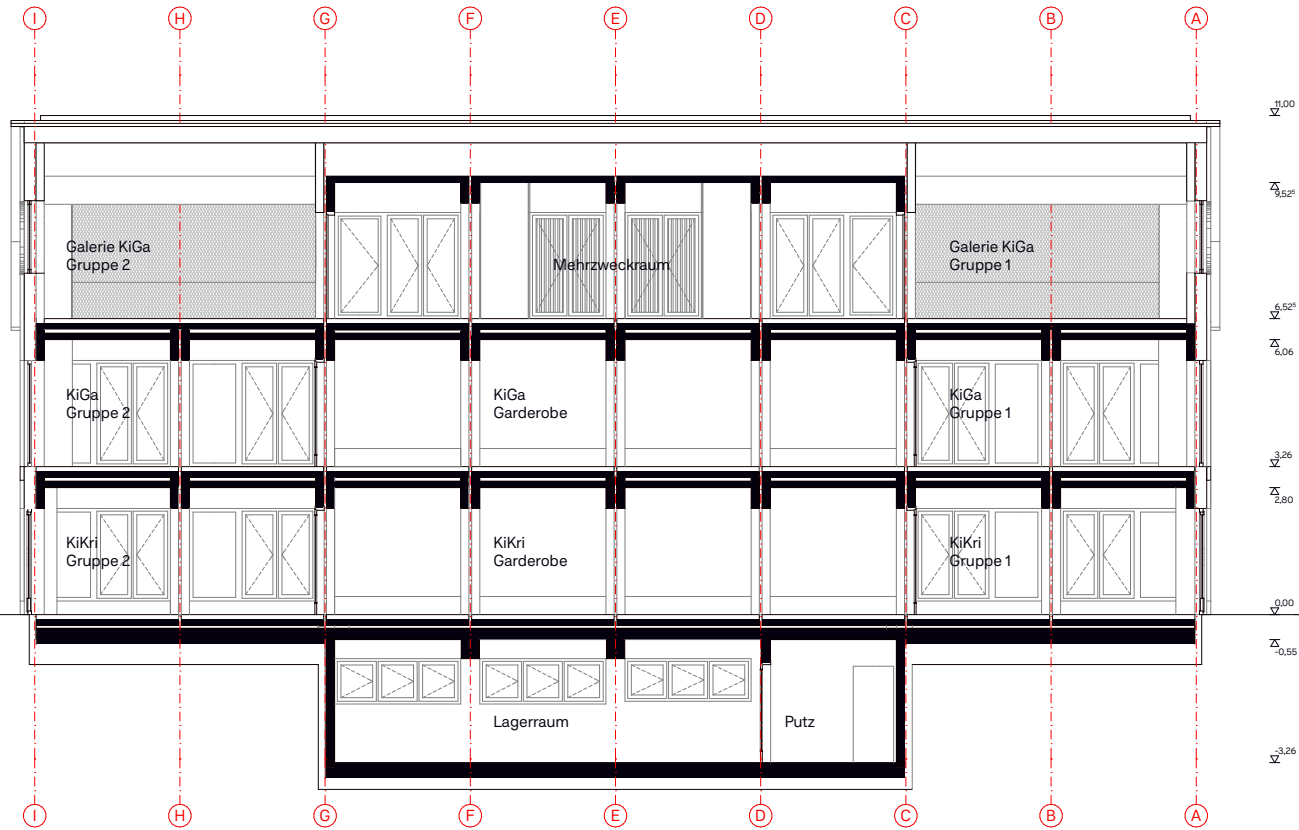 I H G F E D C B A
11,00
9,52⁵
Galerie KiGa
Gruppe 2
Mehrzweckraum
Galerie KiGa
Gruppe 1
6,52⁵
6,06
KiGa
Gruppe 2
KiGa
Garderobe
KiGa
Gruppe 1
3,26
2,80
KiKri
Gruppe 2
KiKri
Garderobe
KiKri
Gruppe 1
0,00
-0,55
Lagerraum
Putz
-3,26
I H G F E D C B A